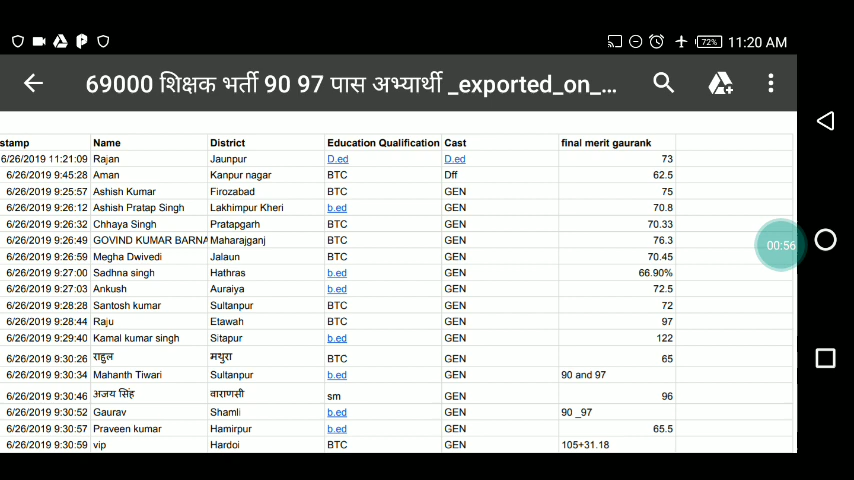 72% 11:20 AM
69000 शिक्षक भर्ती 90 97 पास अभ्यार्थी _exported_on_...
stamp Name District Education Qualification Cast final merit gaurank
6/26/2019 11:21:09 Rajan Jaunpur D.ed D.ed 73
6/26/2019 9:45:28 Aman Kanpur nagar BTC Dff 62.5
6/26/2019 9:25:57 Ashish Kumar Firozabad BTC GEN 75
6/26/2019 9:26:12 Ashish Pratap Singh Lakhimpur Kheri b.ed GEN 70.8
6/26/2019 9:26:32 Chhaya Singh Pratapgarh BTC GEN 70.33
6/26/2019 9:26:49 GOVIND KUMAR BARNA Maharajganj BTC GEN 76.3
6/26/2019 9:26:59 Megha Dwivedi Jalaun BTC GEN 70.45
6/26/2019 9:27:00 Sadhna singh Hathras b.ed GEN 66.90%
6/26/2019 9:27:03 Ankush Auraiya b.ed GEN 72.5
6/26/2019 9:28:28 Santosh kumar Sultanpur BTC GEN 72
6/26/2019 9:28:44 Raju Etawah BTC GEN 97
6/26/2019 9:29:40 Kamal kumar singh Sitapur b.ed GEN 122
6/26/2019 9:30:26 राहुल मथुरा BTC GEN 65
6/26/2019 9:30:34 Mahanth Tiwari Sultanpur b.ed GEN 90 and 97
6/26/2019 9:30:46 अजय सिंह वाराणसी sm GEN 96
6/26/2019 9:30:52 Gaurav Shamli b.ed GEN 90 _97
6/26/2019 9:30:57 Praveen kumar Hamirpur b.ed GEN 65.5
6/26/2019 9:30:59 vip Hardoi BTC GEN 105+31.18
00:56